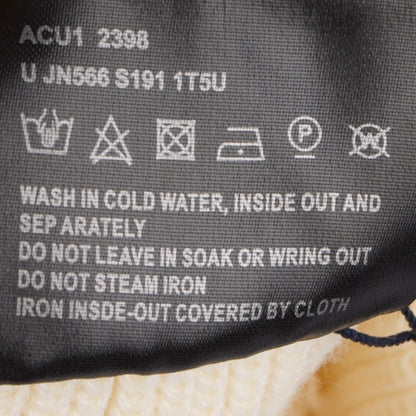 ACU1 2398
U JN566 S191 1T5U
P W
WASH IN COLD WATER, INSIDE OUT AND
SEP ARATELY
DO NOT LEAVE IN SOAK OR WRING OUT
DO NOT STEAM IRON
IRON INSDE-OUT COVERED BY CLOTH